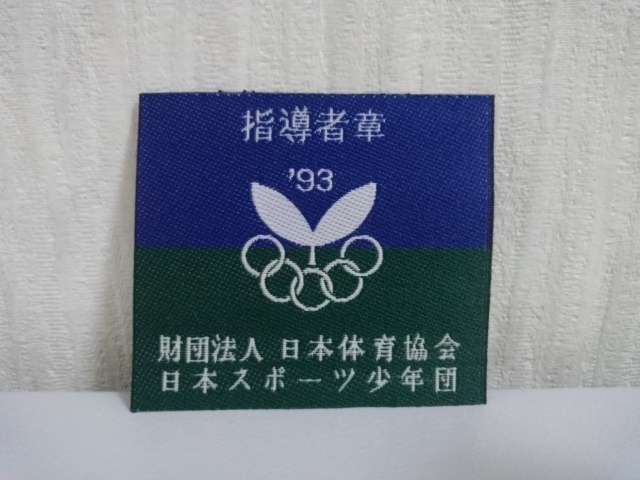 指導者章
'93
財団法人 日本体育協会
日本スポーツ少年団